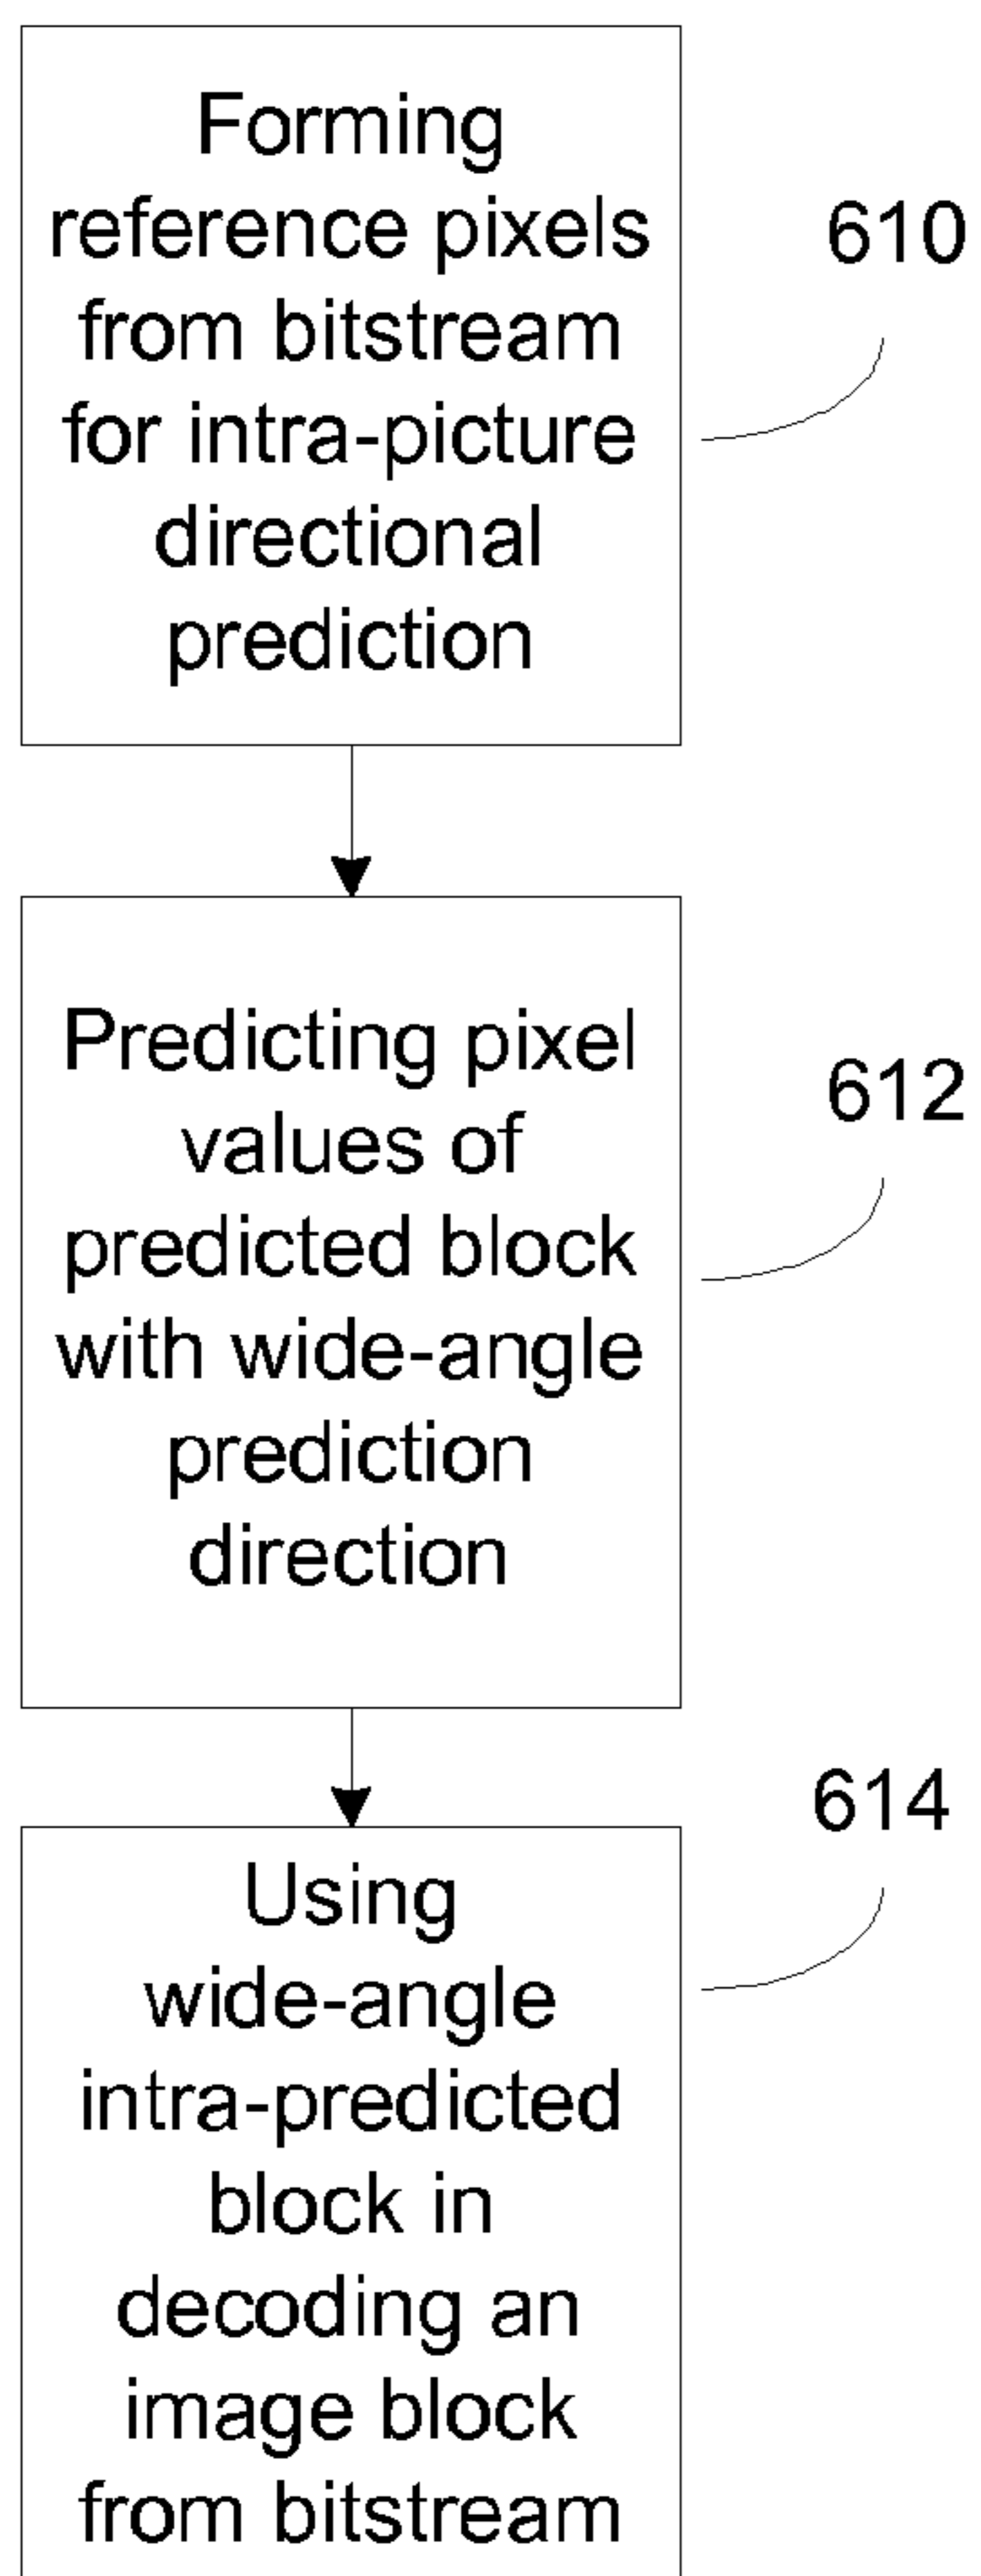 Forming
reference pixels
from bitstream
for intra-picture
directional
prediction
610
Predicting pixel
values of
predicted block
with wide-angle
prediction
direction
612
Using
wide-angle
intra-predicted
block in
decoding an
image block
from bitstream
614